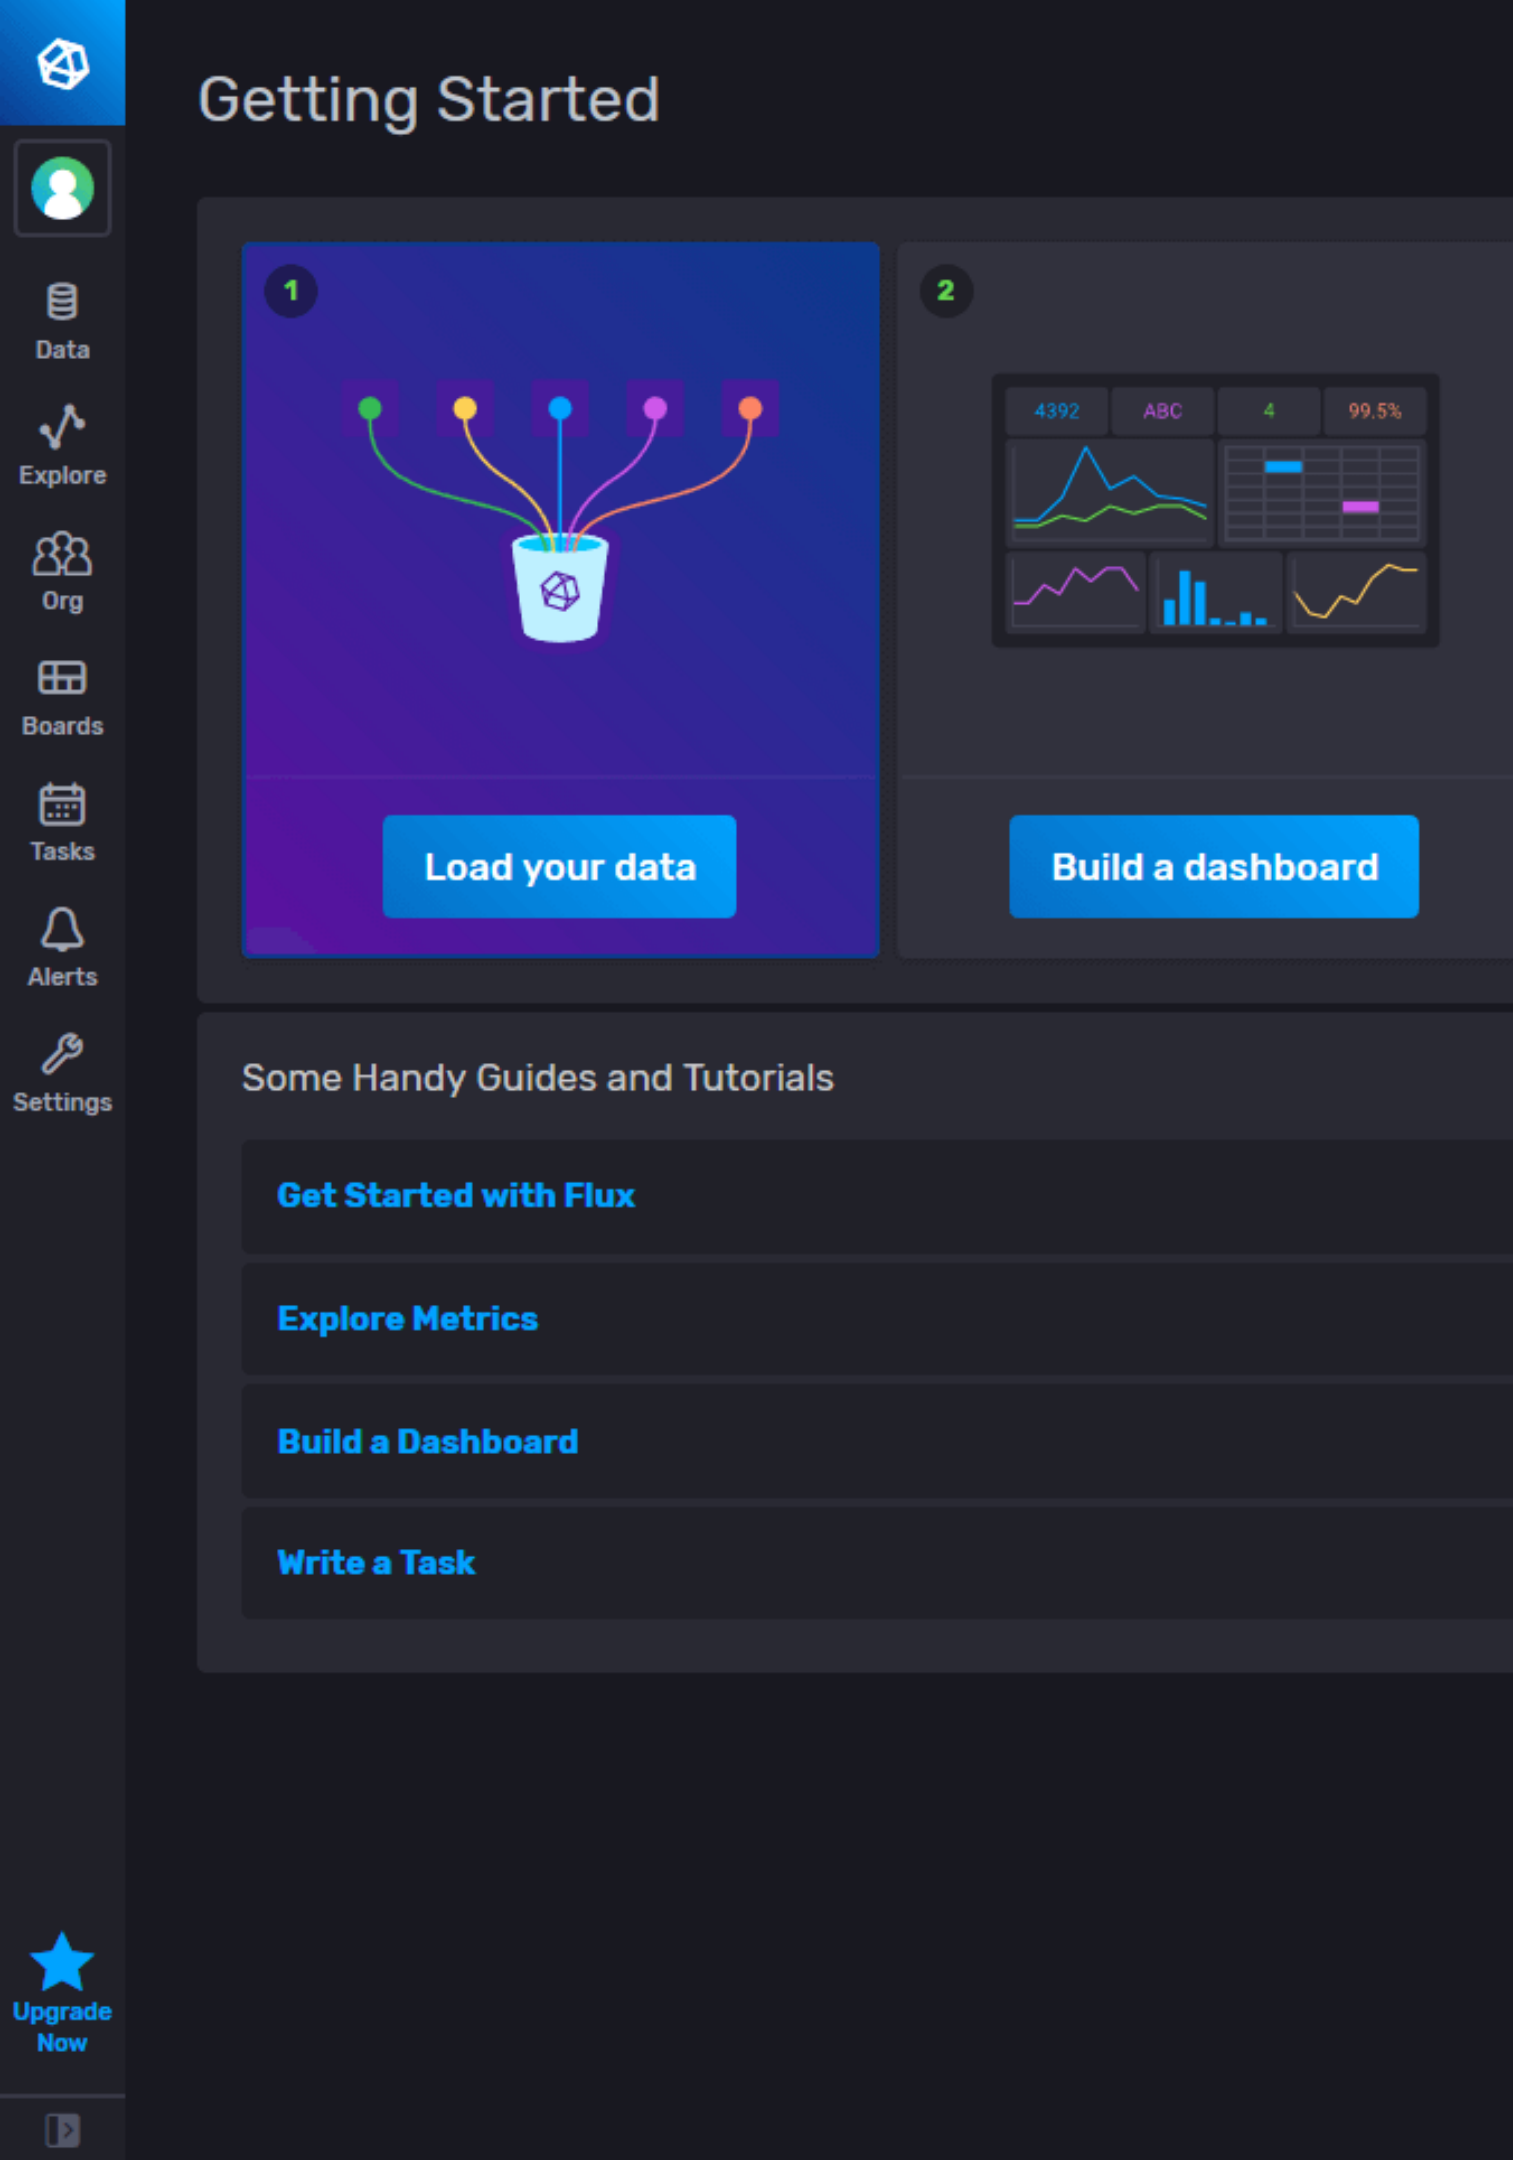 Getting Started
Data
Explore
Org
Boards
Tasks
Alerts
Settings
Upgrade
Now
1
Load your data
2
4392 ABC 4 99.5%
Build a dashboard
Some Handy Guides and Tutorials
Get Started with Flux
Explore Metrics
Build a Dashboard
Write a Task